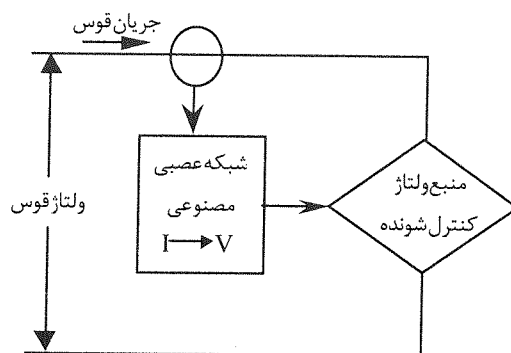 جریان قوس
شبکه عصبی
مصنوعی
I → V
منبع ولتاژ
کنترل شونده
ولتاژ قوس